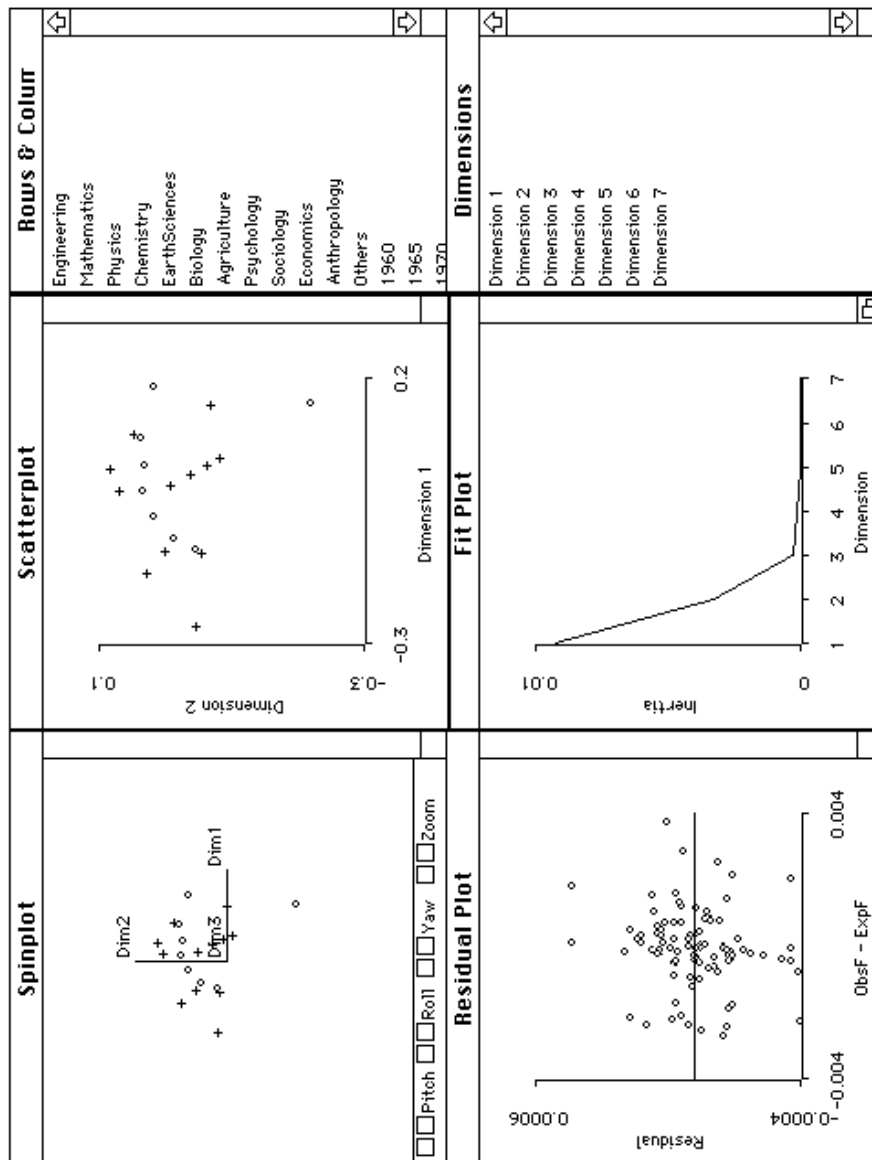 Spinplot
Dim2
Dim3
Dim1
Pitch
Roll
Yaw
Zoom
Scatterplot
0.1
Dimension 2
-0.3
-0.3
Dimension 1
0.2
Rows & Colum
Engineering
Mathematics
Physics
Chemistry
EarthSciences
Biology
Agriculture
Psychology
Sociology
Economics
Anthropology
Others
1960
1965
1970
Residual Plot
0.0006
Residual
-0.0004
-0.004
ObsF - ExpF
0.004
Fit Plot
0.01
Inertia
0
1 2 3 4 5 6 7
Dimension
Dimensions
Dimension 1
Dimension 2
Dimension 3
Dimension 4
Dimension 5
Dimension 6
Dimension 7